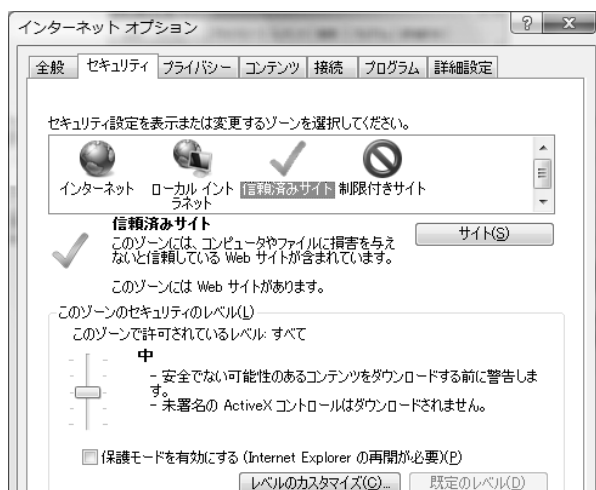 インターネット オプション
全般 セキュリティ プライバシー コンテンツ 接続 プログラム 詳細設定
セキュリティ設定を表示または変更するゾーンを選択してください。
インターネット ローカル イントラネット 信頼済みサイト 制限付きサイト
信頼済みサイト
サイト(S)
このゾーンには、コンピュータやファイルに損害を与え
ないと信頼している Web サイトが含まれています。
このゾーンには Web サイトがあります。
このゾーンのセキュリティのレベル(L)
このゾーンで許可されているレベル: すべて
中
- 安全でない可能性のあるコンテンツをダウンロードする前に警告しま
す。
- 未署名の ActiveX コントロールはダウンロードされません。
保護モードを有効にする (Internet Explorer の再開が必要)(P)
レベルのカスタマイズ(C)... 既定のレベル(D)